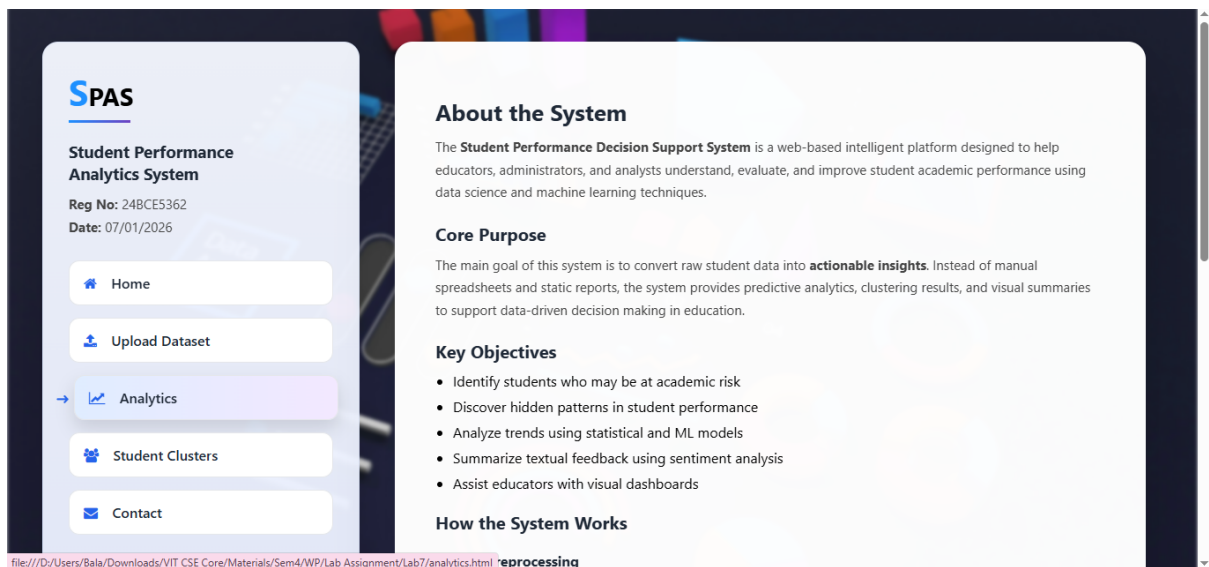 SPAS
Student Performance
Analytics System
Reg No: 24BCE5362
Date: 07/01/2026
Home
Upload Dataset
→ Analytics
Student Clusters
Contact
About the System
The Student Performance Decision Support System is a web-based intelligent platform designed to help
educators, administrators, and analysts understand, evaluate, and improve student academic performance using
data science and machine learning techniques.
Core Purpose
The main goal of this system is to convert raw student data into actionable insights. Instead of manual
spreadsheets and static reports, the system provides predictive analytics, clustering results, and visual summaries
to support data-driven decision making in education.
Key Objectives
• Identify students who may be at academic risk
• Discover hidden patterns in student performance
• Analyze trends using statistical and ML models
• Summarize textual feedback using sentiment analysis
• Assist educators with visual dashboards
How the System Works
reprocessing
file:///D:/Users/Bala/Downloads/VIT CSE Core/Materials/Sem4/WP/Lab Assignment/Lab7/analytics.html